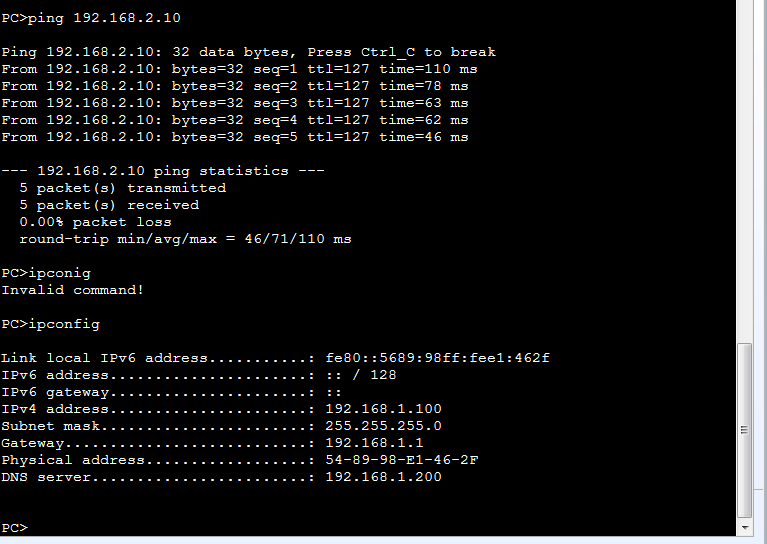 PC>ping 192.168.2.10
Ping 192.168.2.10: 32 data bytes, Press Ctrl_C to break
From 192.168.2.10: bytes=32 seq=1 ttl=127 time=110 ms
From 192.168.2.10: bytes=32 seq=2 ttl=127 time=78 ms
From 192.168.2.10: bytes=32 seq=3 ttl=127 time=63 ms
From 192.168.2.10: bytes=32 seq=4 ttl=127 time=62 ms
From 192.168.2.10: bytes=32 seq=5 ttl=127 time=46 ms
--- 192.168.2.10 ping statistics ---
5 packet(s) transmitted
5 packet(s) received
0.00% packet loss
round-trip min/avg/max = 46/71/110 ms
PC>ipconig
Invalid command!
PC>ipconfig
Link local IPv6 address...........: fe80::5689:98ff:fee1:462f
IPv6 address......................: :: / 128
IPv6 gateway......................: ::
IPv4 address......................: 192.168.1.100
Subnet mask.......................: 255.255.255.0
Gateway...........................: 192.168.1.1
Physical address..................: 54-89-98-E1-46-2F
DNS server........................: 192.168.1.200
PC>